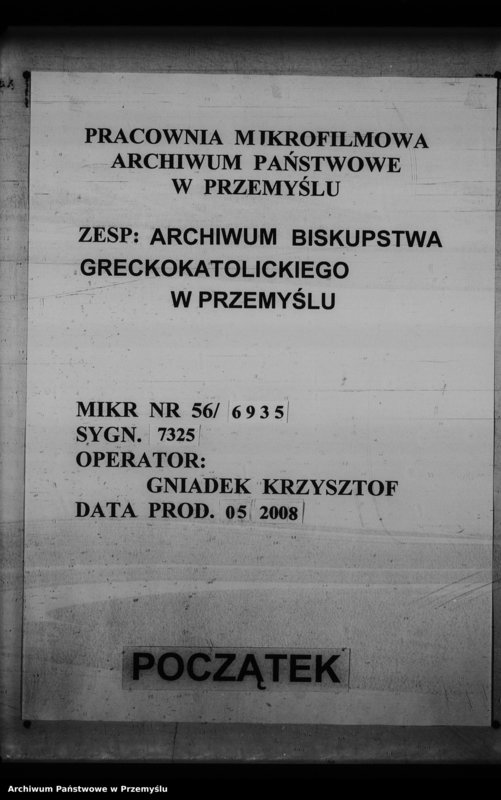 PRACOWNIA MIKROFILMOWA
ARCHIWUM PAŃSTWOWE
W PRZEMYŚLU
ZESP: ARCHIWUM BISKUPSTWA
GRECKOKATOLICKIEGO
W PRZEMYŚLU
MIKR NR 56/ 6935
SYGN. 7325
OPERATOR:
GNIADEK KRZYSZTOF
DATA PROD. 05 2008
POCZĄTEK
Archiwum Państwowe w Przemyślu